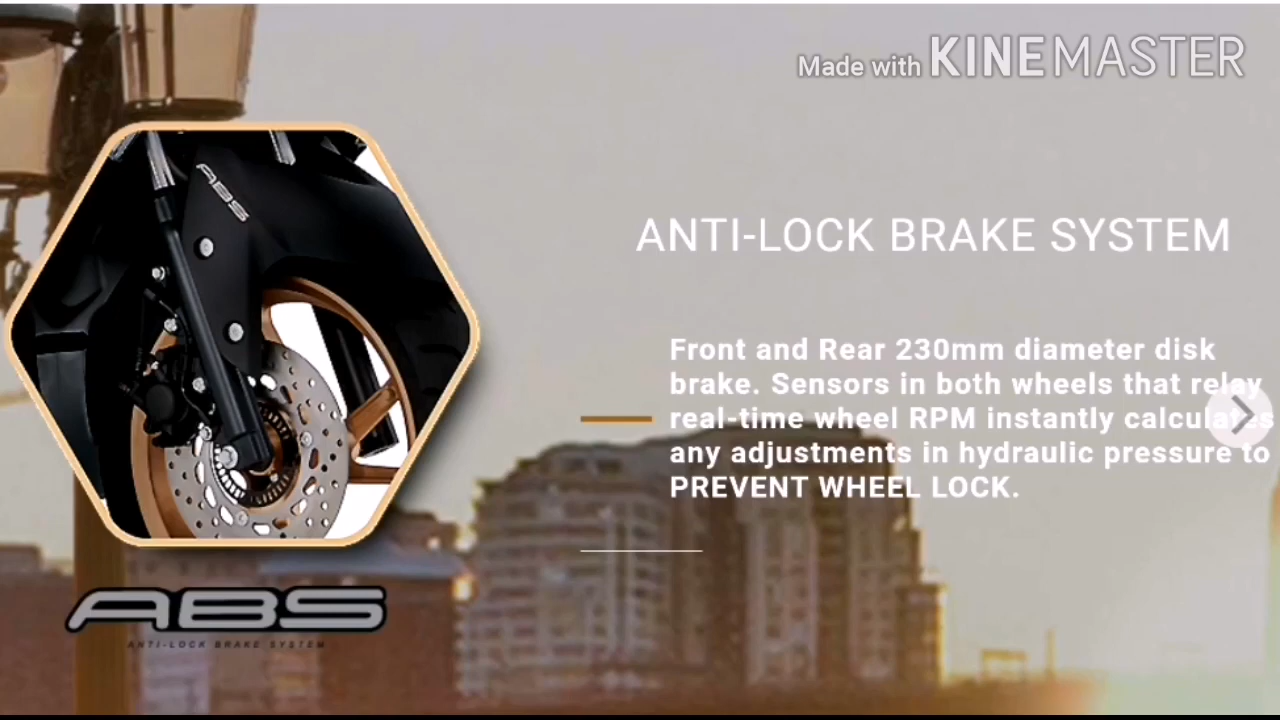 Made with KINEMASTER
ABS
ANTI-LOCK BRAKE SYSTEM
Front and Rear 230mm diameter disk
brake. Sensors in both wheels that relay
real-time wheel RPM instantly calculates
any adjustments in hydraulic pressure to
PREVENT WHEEL LOCK.
ABS
ANTI-LOCK BRAKE SYSTEM